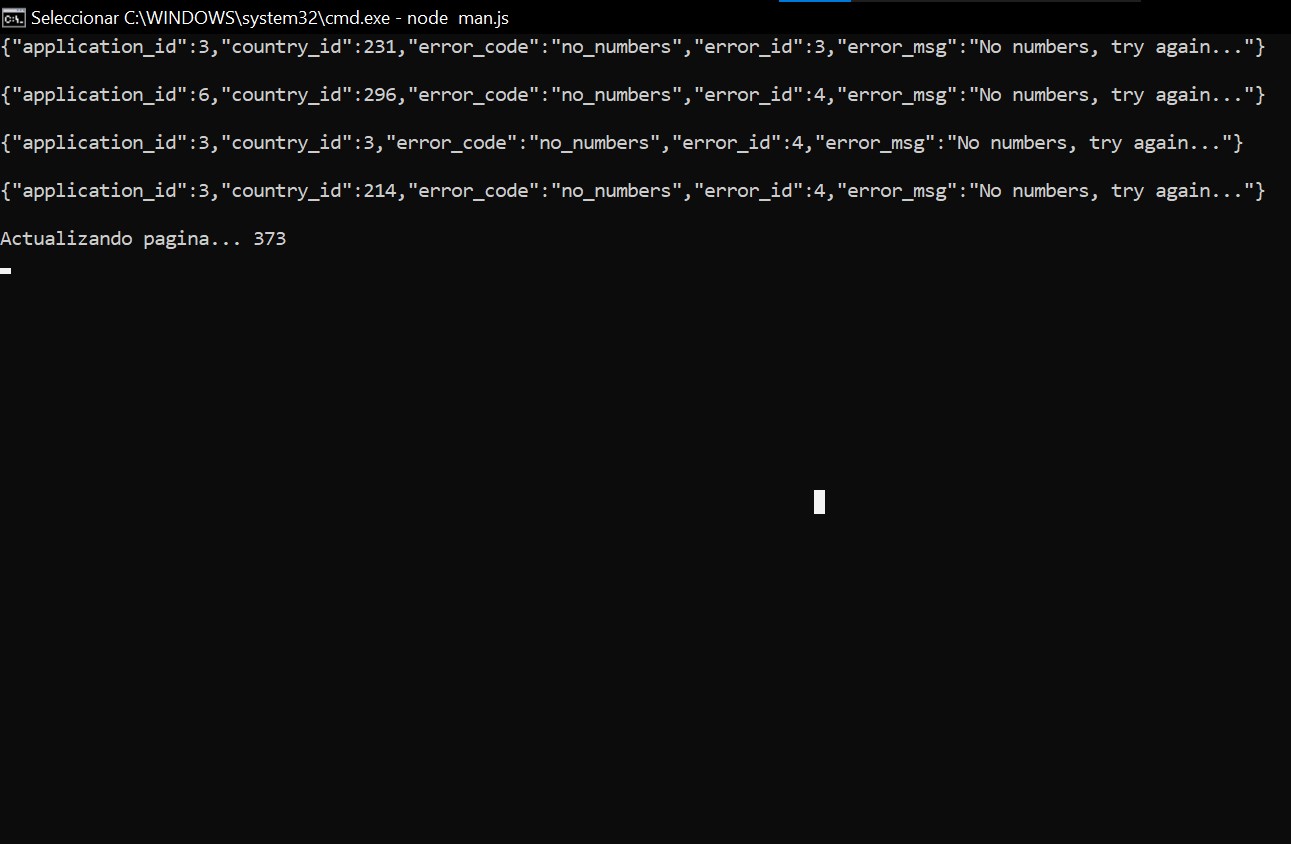 Seleccionar C:\WINDOWS\system32\cmd.exe - node  man.js
{"application_id":3,"country_id":231,"error_code":"no_numbers","error_id":3,"error_msg":"No numbers, try again..."}
{"application_id":6,"country_id":296,"error_code":"no_numbers","error_id":4,"error_msg":"No numbers, try again..."}
{"application_id":3,"country_id":3,"error_code":"no_numbers","error_id":4,"error_msg":"No numbers, try again..."}
{"application_id":3,"country_id":214,"error_code":"no_numbers","error_id":4,"error_msg":"No numbers, try again..."}
Actualizando pagina... 373